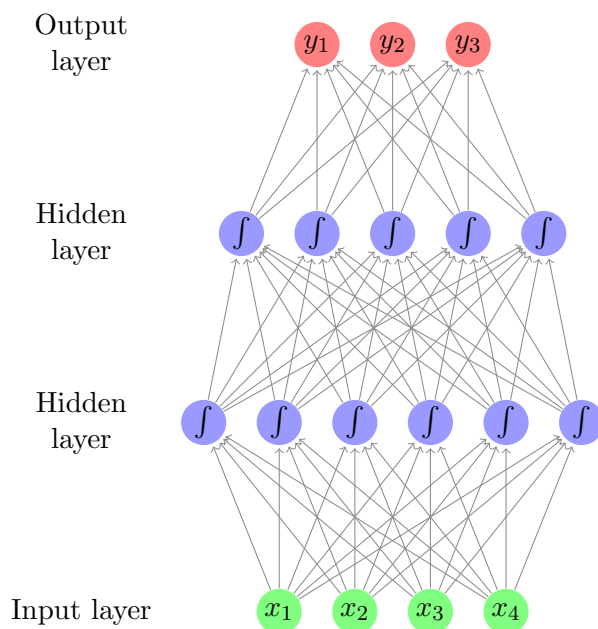 Output
layer
y1 y2 y3
Hidden
layer
∫ ∫ ∫ ∫ ∫
Hidden
layer
∫ ∫ ∫ ∫ ∫ ∫
Input layer
x1 x2 x3 x4